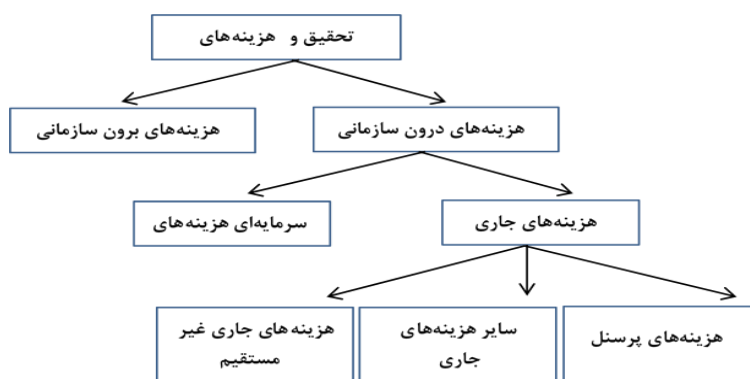 تحقیق و هزینه‌های
هزینه‌های درون سازمانی
هزینه‌های برون سازمانی
هزینه‌های جاری
سرمایه‌ای هزینه‌های
هزینه‌های پرسنل
سایر هزینه‌های
جاری
هزینه‌های جاری غیر
مستقیم